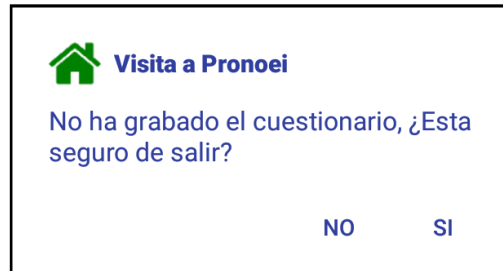 Visita a Pronoei
No ha grabado el cuestionario, ¿Esta
seguro de salir?
NO SI